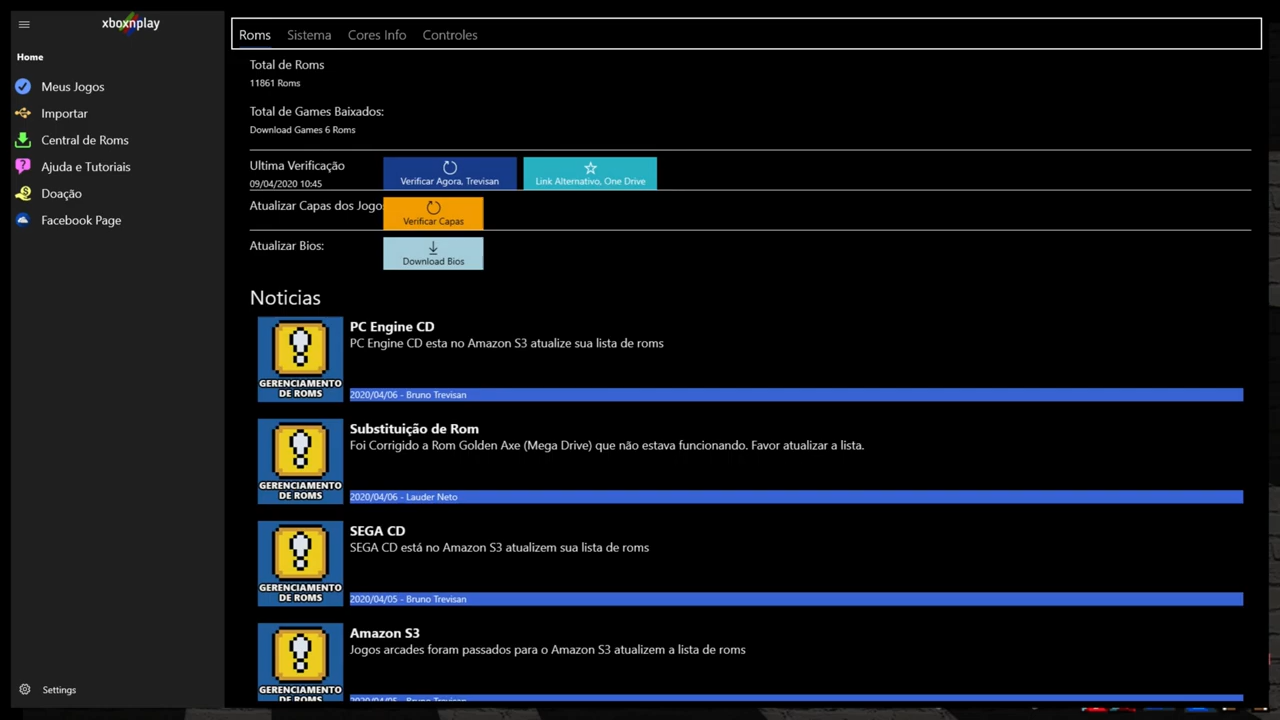 xboxnplay
Home
Meus Jogos
Importar
Central de Roms
Ajuda e Tutoriais
Doação
Facebook Page
Settings
Roms Sistema Cores Info Controles
Total de Roms
11861 Roms
Total de Games Baixados:
Download Games 6 Roms
Ultima Verificação
09/04/2020 10:45
Verificar Agora, Trevisan
Link Alternativo, One Drive
Atualizar Capas dos Jogo
Verificar Capas
Atualizar Bios:
Download Bios
Noticias
GERENCIAMENTO
DE ROMS
PC Engine CD
PC Engine CD esta no Amazon S3 atualize sua lista de roms
2020/04/06 - Bruno Trevisan
GERENCIAMENTO
DE ROMS
Substituição de Rom
Foi Corrigido a Rom Golden Axe (Mega Drive) que não estava funcionando. Favor atualizar a lista.
2020/04/06 - Lauder Neto
GERENCIAMENTO
DE ROMS
SEGA CD
SEGA CD está no Amazon S3 atualizem sua lista de roms
2020/04/05 - Bruno Trevisan
GERENCIAMENTO
DE ROMS
Amazon S3
Jogos arcades foram passados para o Amazon S3 atualizem a lista de roms
2020/04/05 - Bruno Trevisan